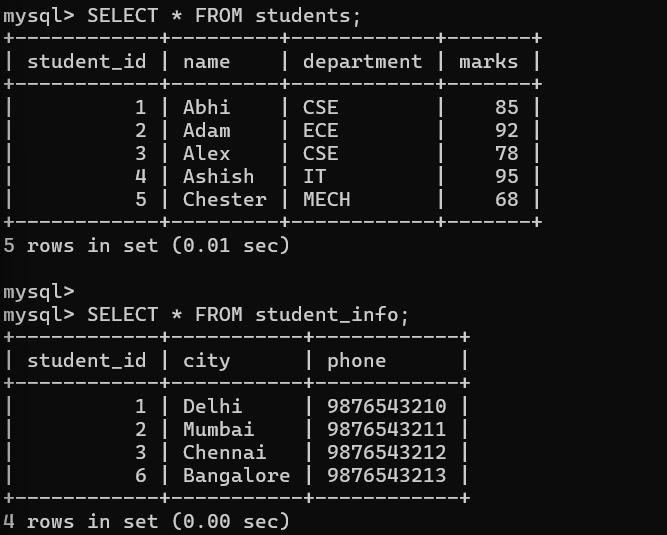 mysql> SELECT * FROM students;
+------------+---------+------------+-------+
| student_id | name    | department | marks |
+------------+---------+------------+-------+
|          1 | Abhi    | CSE        |    85 |
|          2 | Adam    | ECE        |    92 |
|          3 | Alex    | CSE        |    78 |
|          4 | Ashish  | IT         |    95 |
|          5 | Chester | MECH       |    68 |
+------------+---------+------------+-------+
5 rows in set (0.01 sec)

mysql>
mysql> SELECT * FROM student_info;
+------------+-----------+------------+
| student_id | city      | phone      |
+------------+-----------+------------+
|          1 | Delhi     | 9876543210 |
|          2 | Mumbai    | 9876543211 |
|          3 | Chennai   | 9876543212 |
|          6 | Bangalore | 9876543213 |
+------------+-----------+------------+
4 rows in set (0.00 sec)